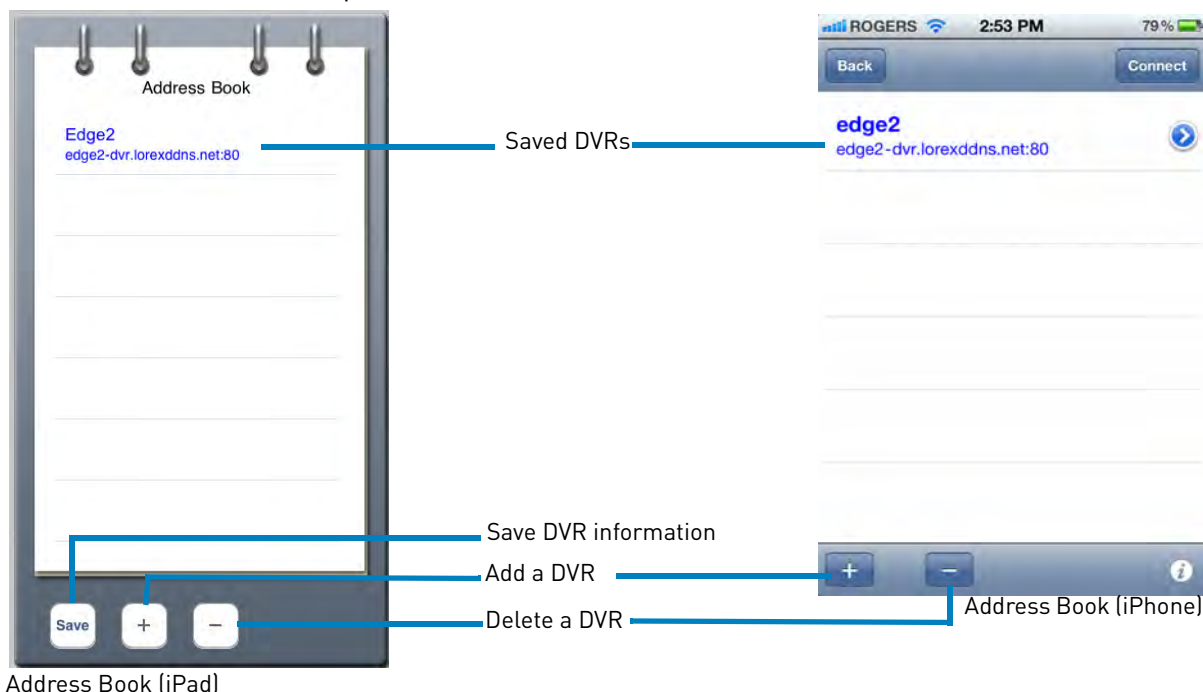 Address Book
Edge2
edge2-dvr.lorexddns.net:80
Save
+
−
Address Book (iPad)
Saved DVRs
Save DVR information
Add a DVR
Delete a DVR
ROGERS 2:53 PM 79%
Back Connect
edge2
edge2-dvr.lorexddns.net:80
+ − i
Address Book (iPhone)